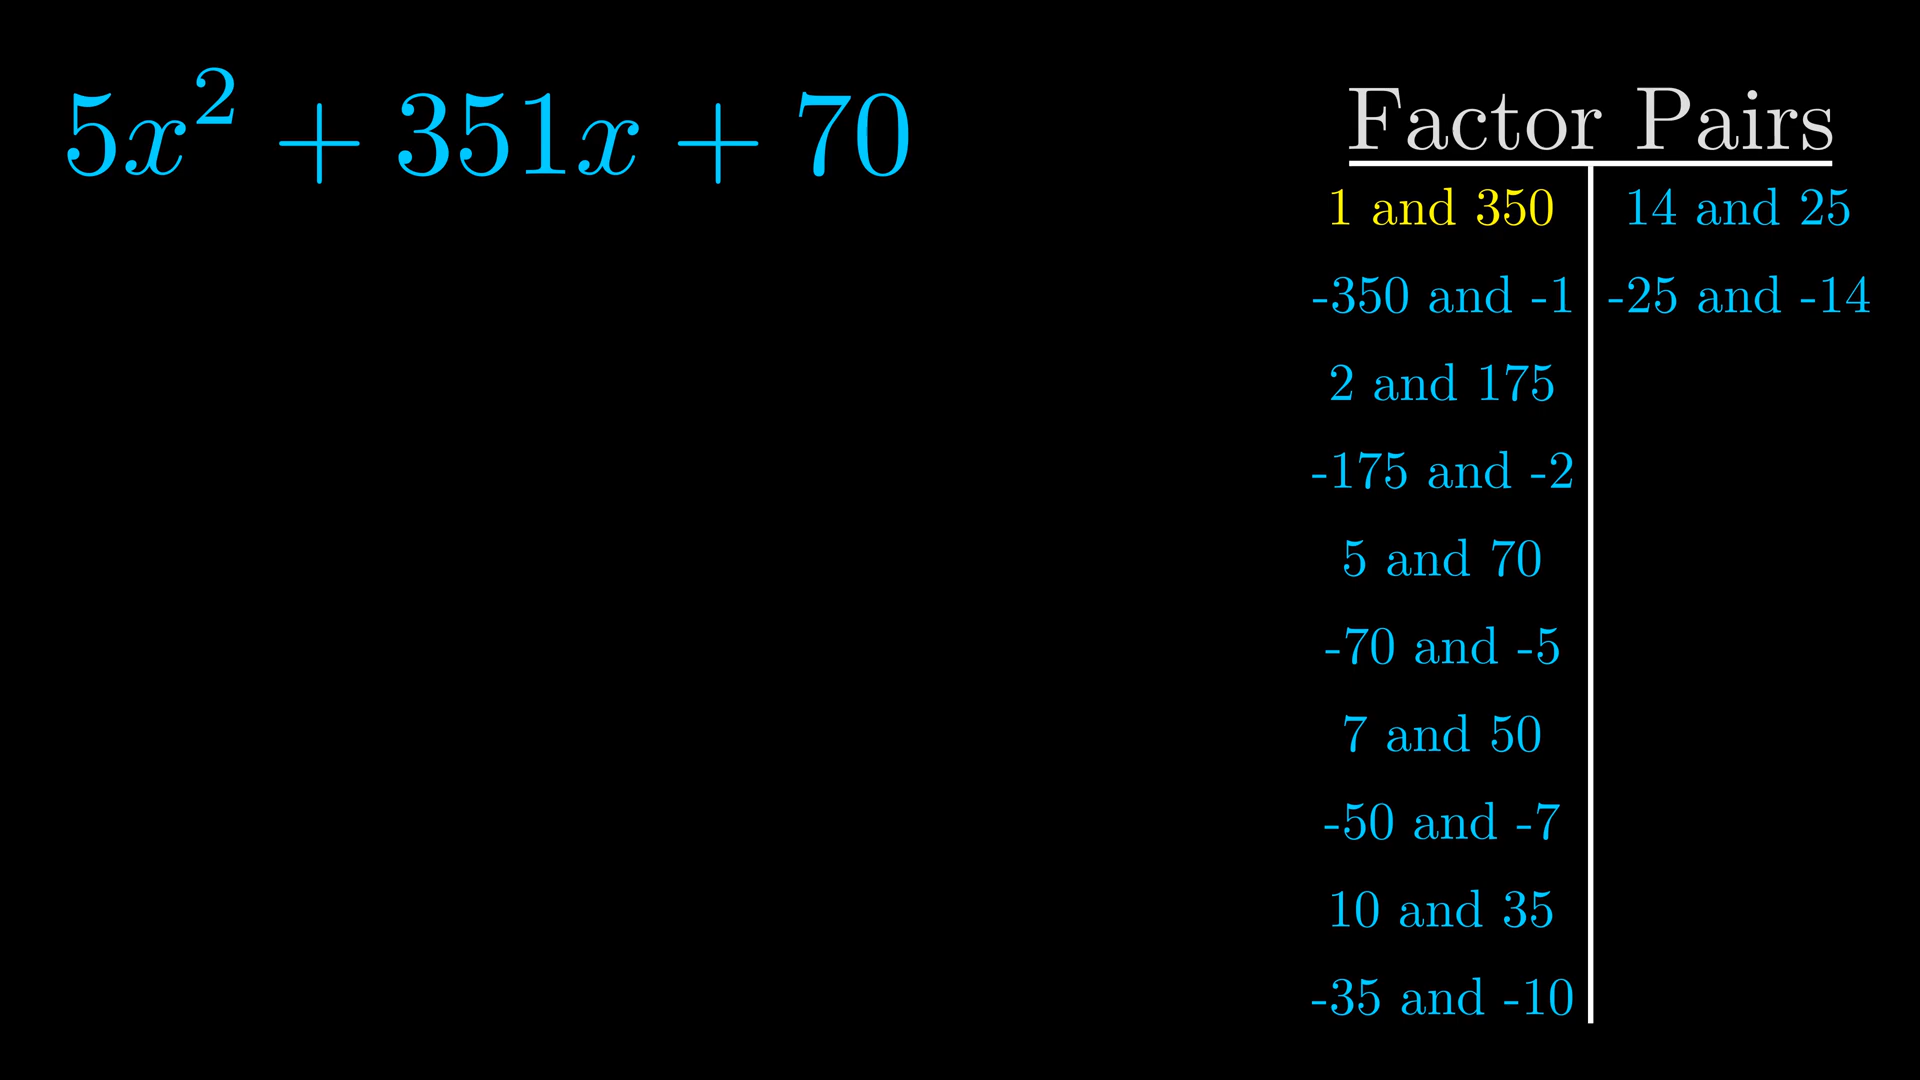 5x² + 351x + 70
Factor Pairs
1 and 350
-350 and -1
2 and 175
-175 and -2
5 and 70
-70 and -5
7 and 50
-50 and -7
10 and 35
-35 and -10
14 and 25
-25 and -14